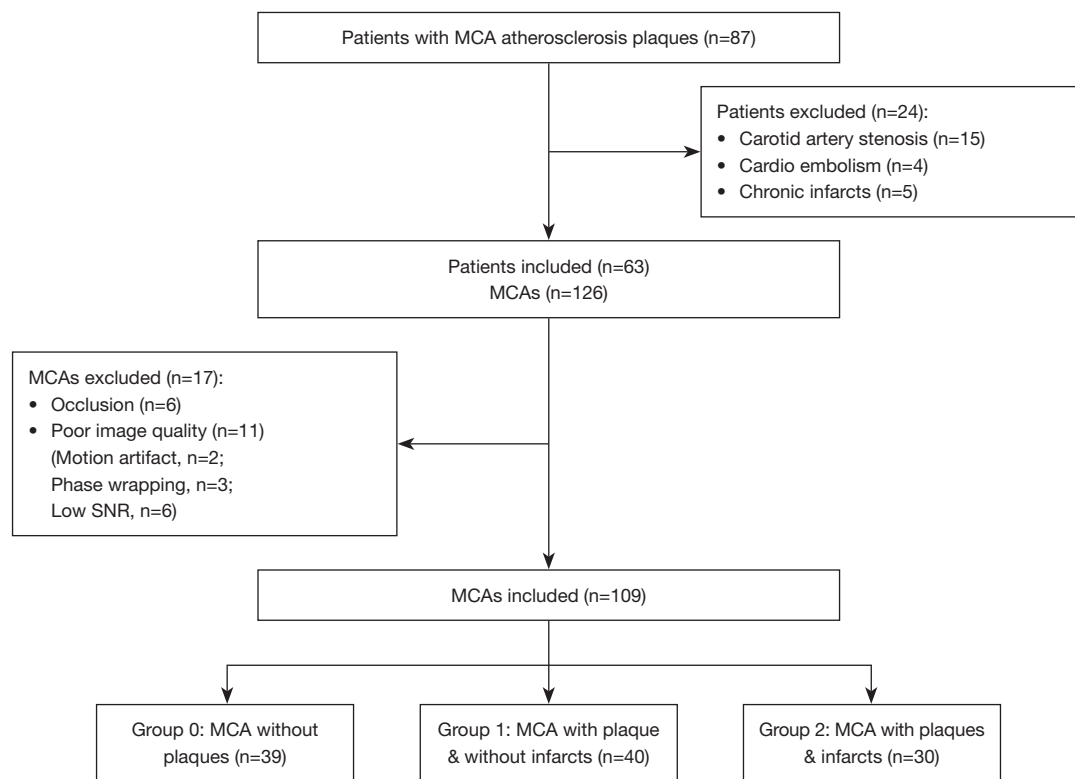 Patients with MCA atherosclerosis plaques (n=87)
Patients excluded (n=24):
• Carotid artery stenosis (n=15)
• Cardio embolism (n=4)
• Chronic infarcts (n=5)
Patients included (n=63)
MCAs (n=126)
MCAs excluded (n=17):
• Occlusion (n=6)
• Poor image quality (n=11)
(Motion artifact, n=2;
Phase wrapping, n=3;
Low SNR, n=6)
MCAs included (n=109)
Group 0: MCA without
plaques (n=39)
Group 1: MCA with plaque
& without infarcts (n=40)
Group 2: MCA with plaques
& infarcts (n=30)